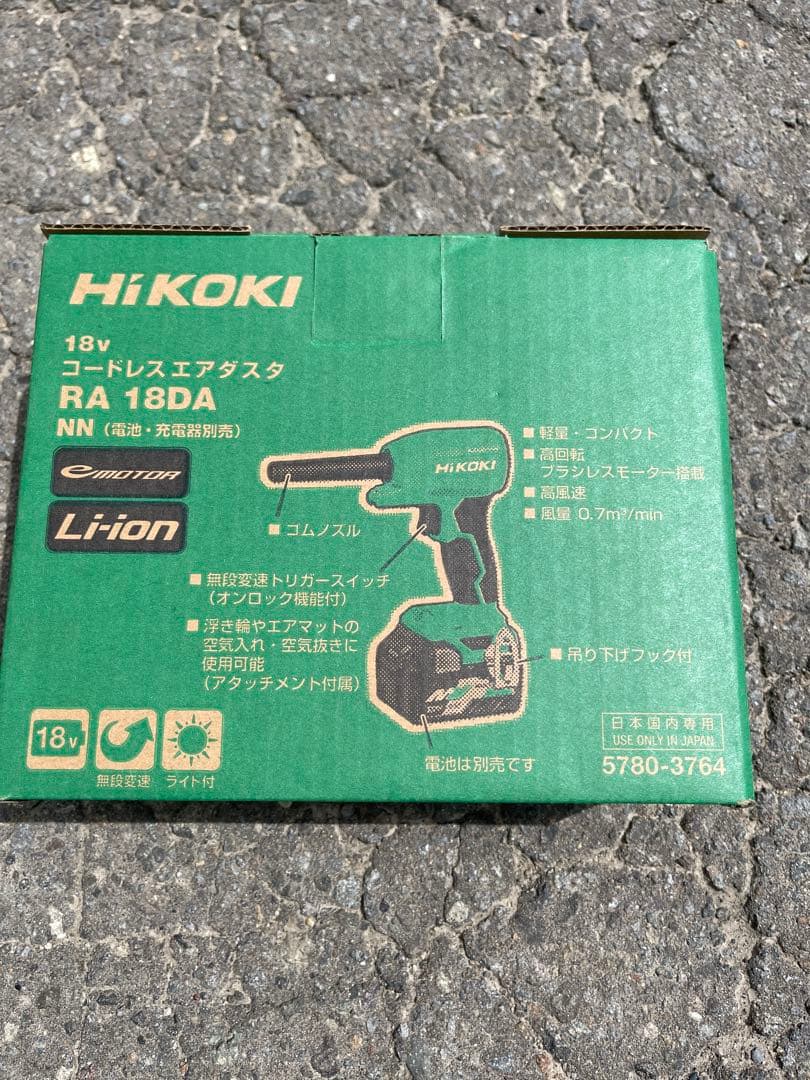 HiKOKI
18v
コードレスエアダスタ
RA 18DA
NN（電池・充電器別売）
e MOTOR
Li-ion
HiKOKI
■ 軽量・コンパクト
■ 高回転
ブラシレスモーター搭載
■ 高風速
■ 風量 0.7m³/min
■ ゴムノズル
■ 無段変速トリガースイッチ
（オンロック機能付）
■ 浮き輪やエアマットの
空気入れ・空気抜きに
使用可能
（アタッチメント付属）
■ 吊り下げフック付
電池は別売です
18v
無段変速
ライト付
日本国内専用
USE ONLY IN JAPAN
5780-3764